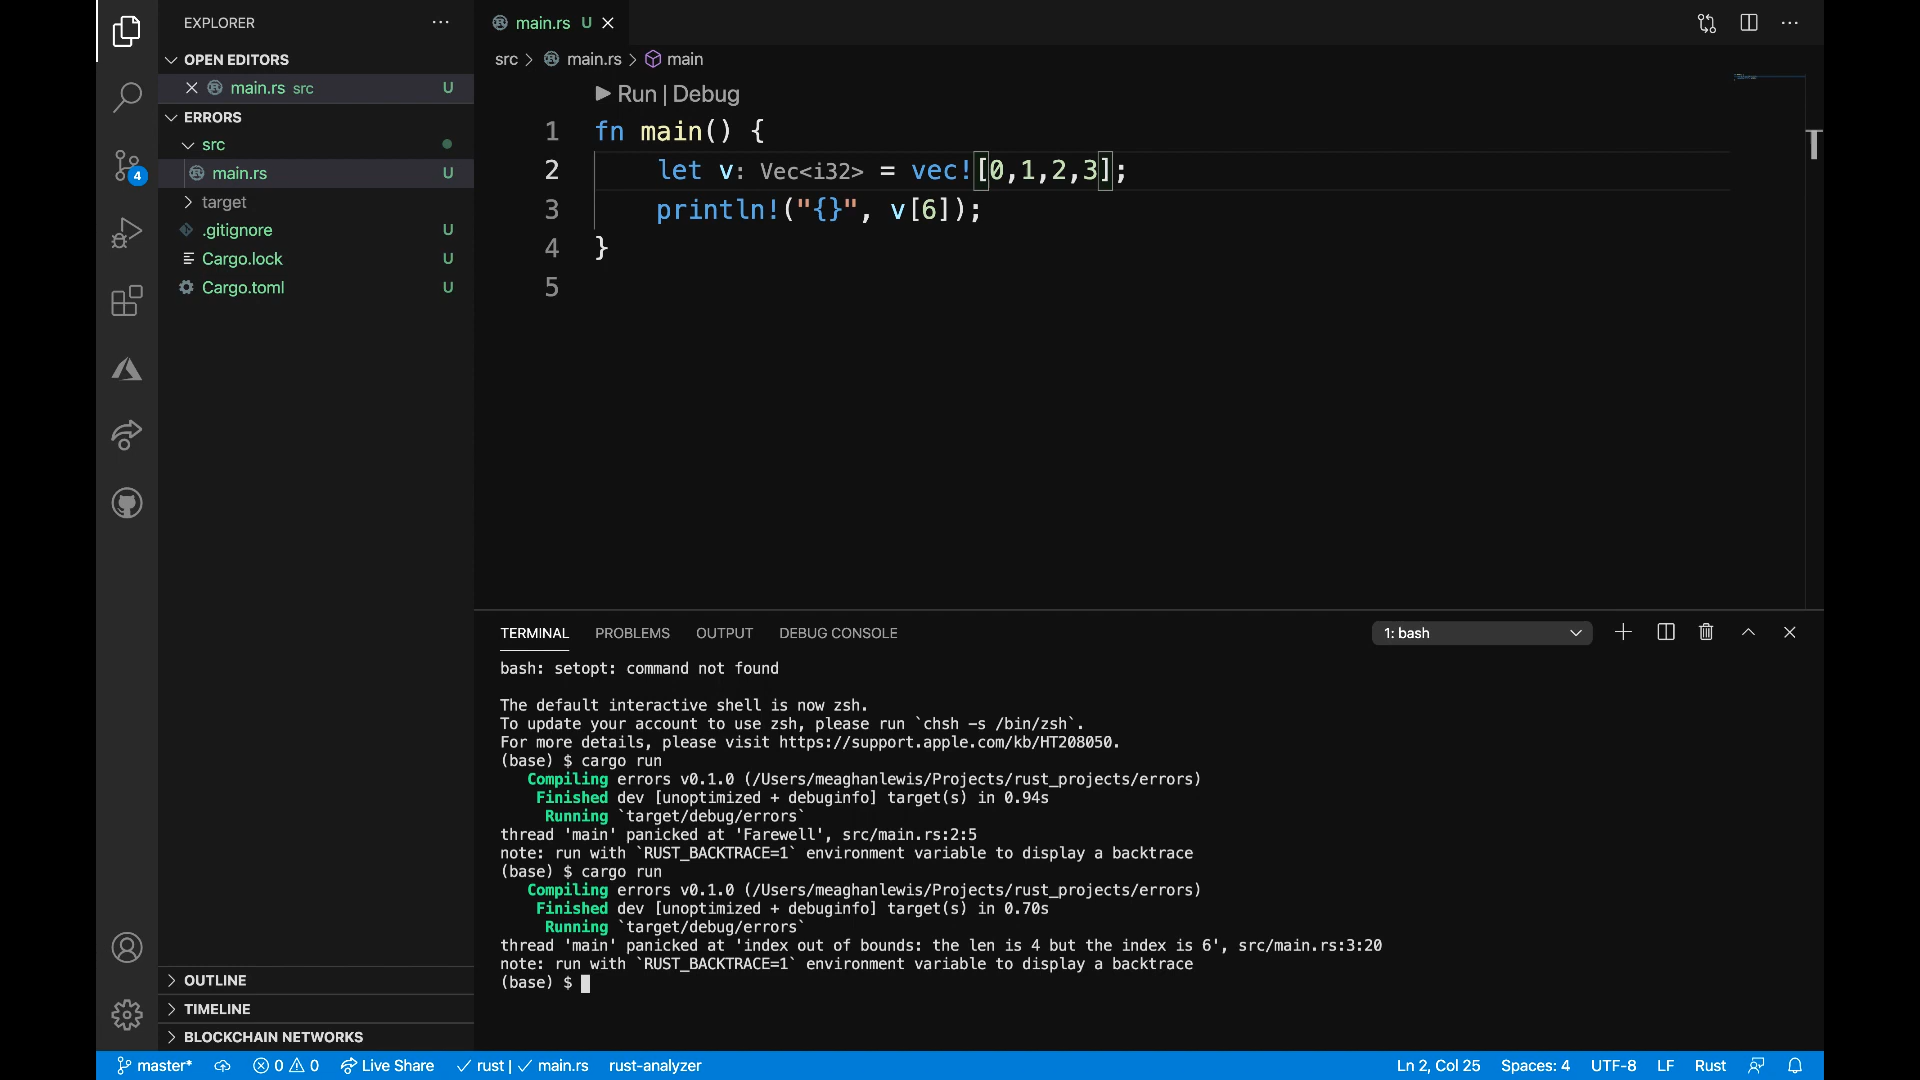 EXPLORER
OPEN EDITORS
main.rs src U
ERRORS
src
main.rs U
target
.gitignore U
Cargo.lock U
Cargo.toml U
4
OUTLINE
TIMELINE
BLOCKCHAIN NETWORKS
main.rs U
src > main.rs > main
Run | Debug
1 fn main() {
2 let v: Vec<i32> = vec![0,1,2,3];
3 println!("{}", v[6]);
4 }
5
TERMINAL PROBLEMS OUTPUT DEBUG CONSOLE 1: bash
bash: setopt: command not found
The default interactive shell is now zsh.
To update your account to use zsh, please run `chsh -s /bin/zsh`.
For more details, please visit https://support.apple.com/kb/HT208050.
(base) $ cargo run
Compiling errors v0.1.0 (/Users/meaghanlewis/Projects/rust_projects/errors)
Finished dev [unoptimized + debuginfo] target(s) in 0.94s
Running `target/debug/errors`
thread 'main' panicked at 'Farewell', src/main.rs:2:5
note: run with `RUST_BACKTRACE=1` environment variable to display a backtrace
(base) $ cargo run
Compiling errors v0.1.0 (/Users/meaghanlewis/Projects/rust_projects/errors)
Finished dev [unoptimized + debuginfo] target(s) in 0.70s
Running `target/debug/errors`
thread 'main' panicked at 'index out of bounds: the len is 4 but the index is 6', src/main.rs:3:20
note: run with `RUST_BACKTRACE=1` environment variable to display a backtrace
(base) $
master* 0 0 Live Share rust | main.rs rust-analyzer Ln 2, Col 25 Spaces: 4 UTF-8 LF Rust